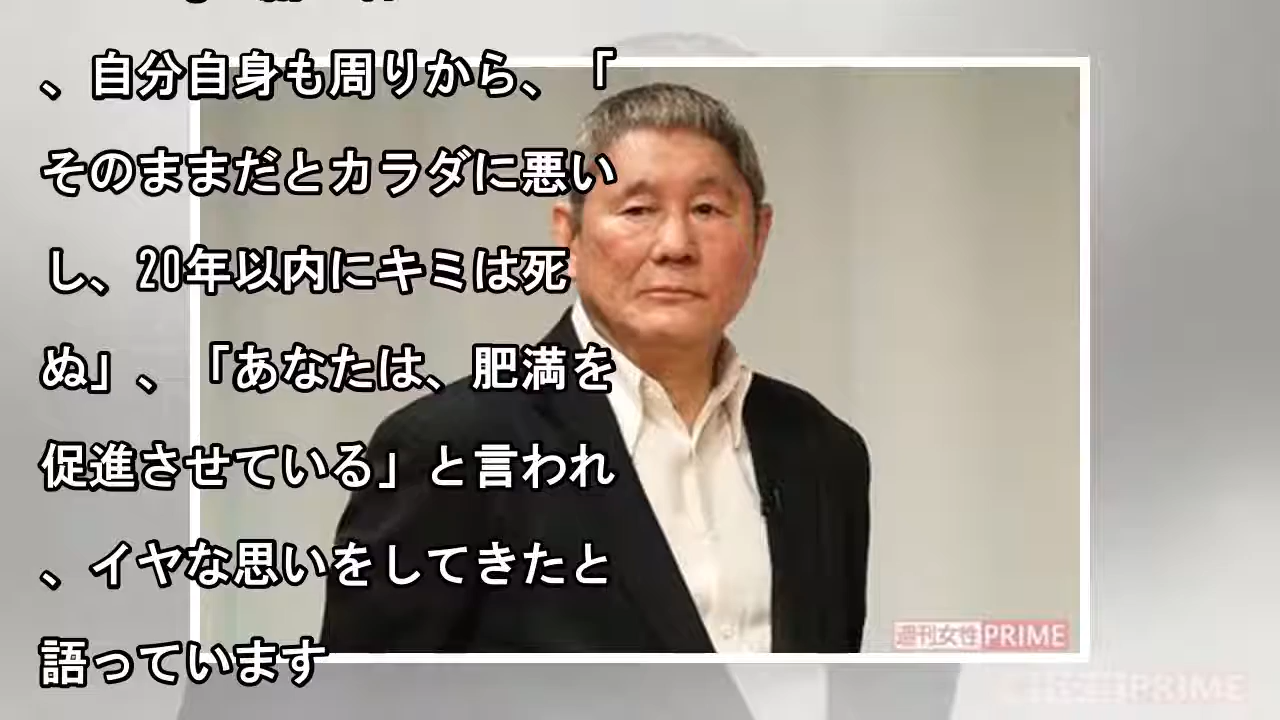 、自分自身も周りから、「
そのままだとカラダに悪い
し、20年以内にキミは死
ぬ」、「あなたは、肥満を
促進させている」と言われ
、イヤな思いをしてきたと
語っています
週刊女性PRIME
PRIME